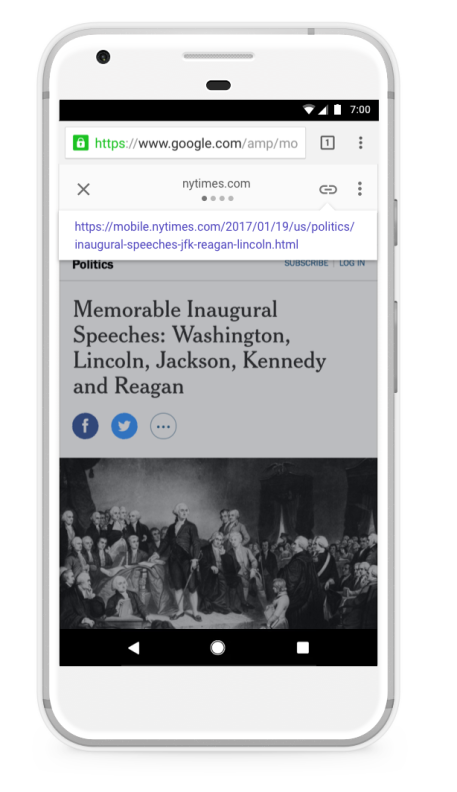 7:00
https://www.google.com/amp/mo
1
nytimes.com
https://mobile.nytimes.com/2017/01/19/us/politics/
inaugural-speeches-jfk-reagan-lincoln.html
Politics
SUBSCRIBE | LOG IN
Memorable Inaugural
Speeches: Washington,
Lincoln, Jackson, Kennedy
and Reagan